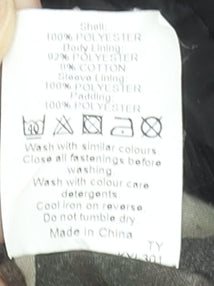 Shell:
100% POLYESTER
Body Lining:
92% POLYESTER
8% COTTON
Sleeve Lining:
100% POLYESTER
Padding:
100% POLYESTER
40
Wash with similar colours
Close all fastenings before
washing
Wash with colour care
detergents
Cool iron on reverse
Do not tumble dry
Made in China
TY